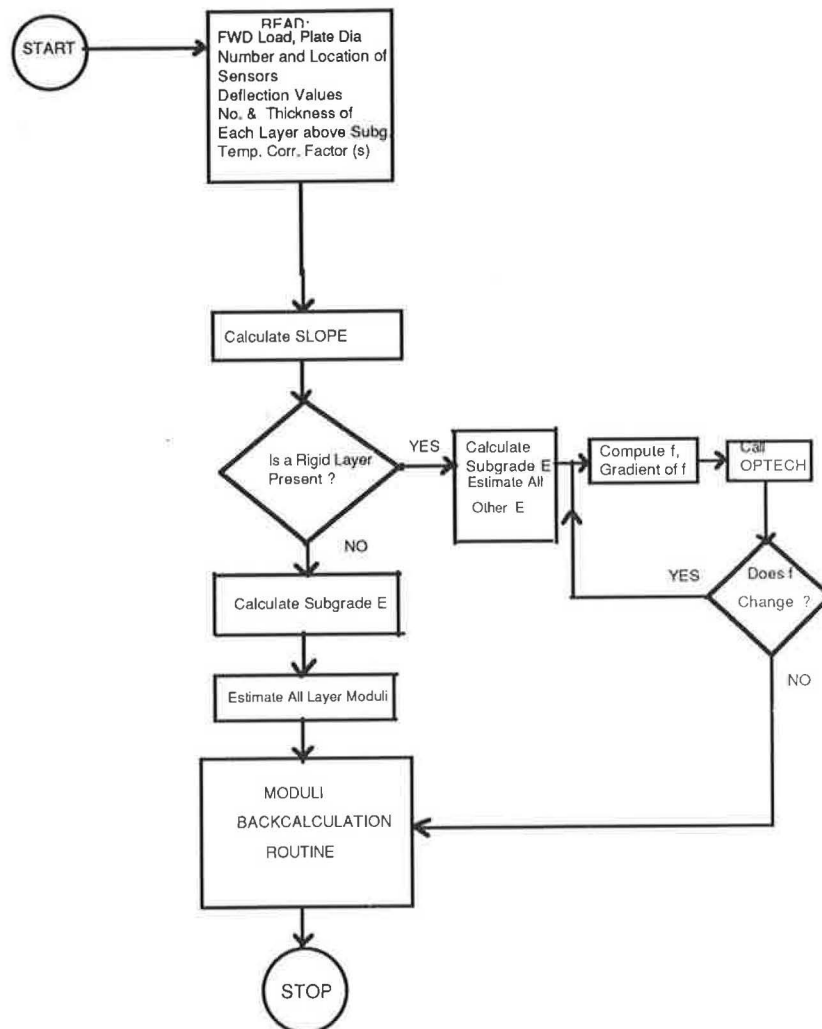 START
READ:
FWD Load, Plate Dia
Number and Location of
Sensors
Deflection Values
No. & Thickness of
Each Layer above Subg.
Temp. Corr. Factor (s)
Calculate SLOPE
Is a Rigid Layer
Present ?
YES
Calculate
Subgrade E
Estimate All
Other E
Compute f,
Gradient of f
Call
OPTECH
Does f
Change ?
YES
NO
NO
Calculate Subgrade E
Estimate All Layer Moduli
MODULI
BACKCALCULATION
ROUTINE
STOP